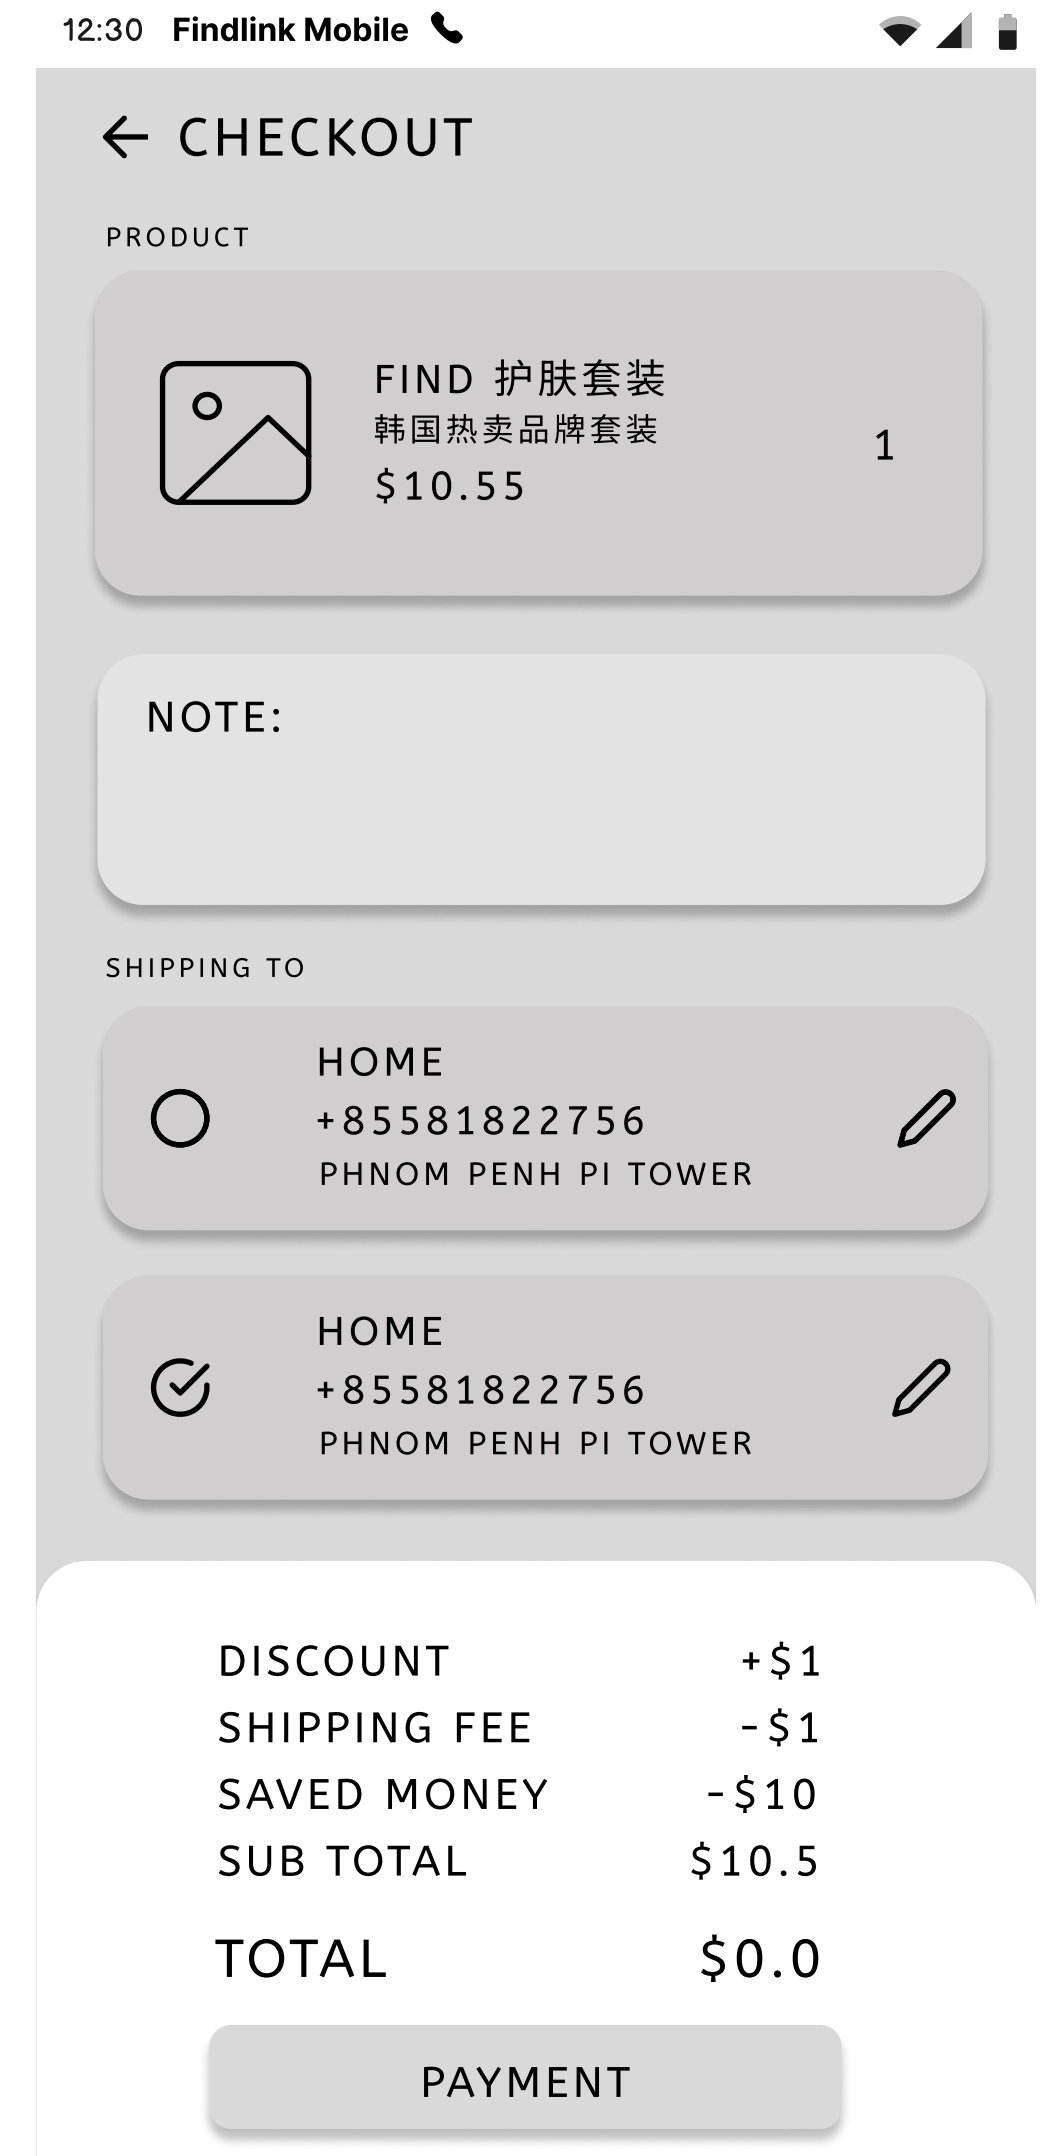 12:30 Findlink Mobile
CHECKOUT
PRODUCT
FIND 护肤套装
韩国热卖品牌套装
$10.55
1
NOTE:
SHIPPING TO
HOME
+85581822756
PHNOM PENH PI TOWER
HOME
+85581822756
PHNOM PENH PI TOWER
DISCOUNT +$1
SHIPPING FEE -$1
SAVED MONEY -$10
SUB TOTAL $10.5
TOTAL $0.0
PAYMENT